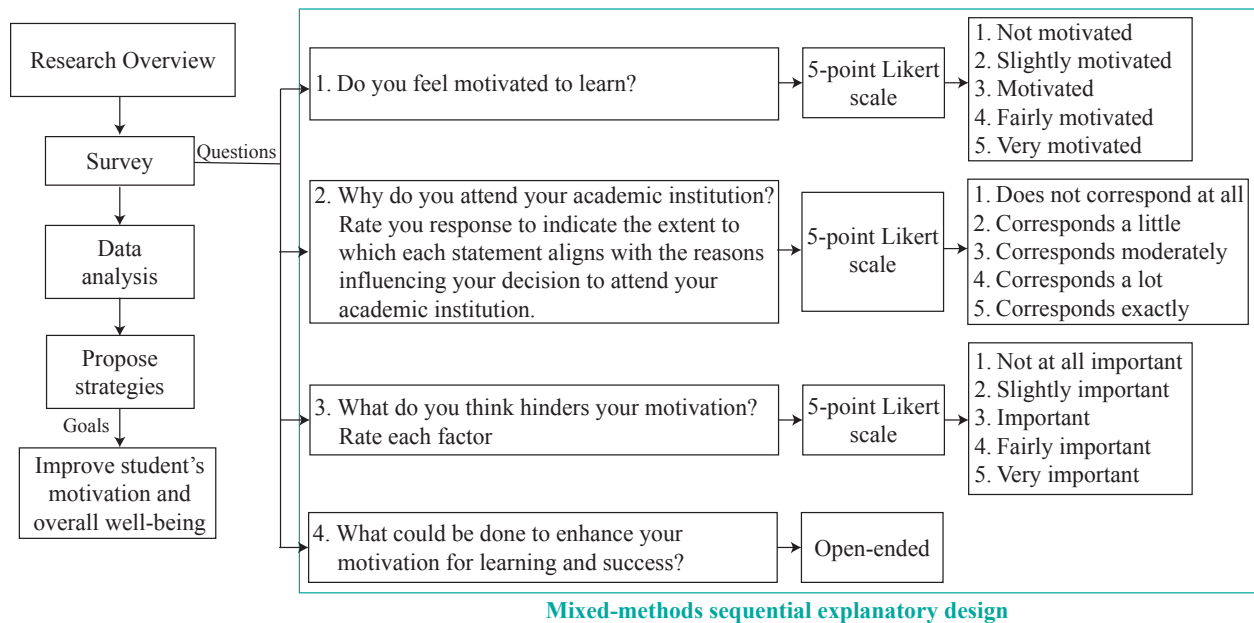 Research Overview
Survey
Questions
Data
analysis
Propose
strategies
Goals
Improve student’s
motivation and
overall well-being
1. Do you feel motivated to learn?
5-point Likert
scale
1. Not motivated
2. Slightly motivated
3. Motivated
4. Fairly motivated
5. Very motivated
2. Why do you attend your academic institution?
Rate you response to indicate the extent to
which each statement aligns with the reasons
influencing your decision to attend your
academic institution.
5-point Likert
scale
1. Does not correspond at all
2. Corresponds a little
3. Corresponds moderately
4. Corresponds a lot
5. Corresponds exactly
3. What do you think hinders your motivation?
Rate each factor
5-point Likert
scale
1. Not at all important
2. Slightly important
3. Important
4. Fairly important
5. Very important
4. What could be done to enhance your
motivation for learning and success?
Open-ended
Mixed-methods sequential explanatory design